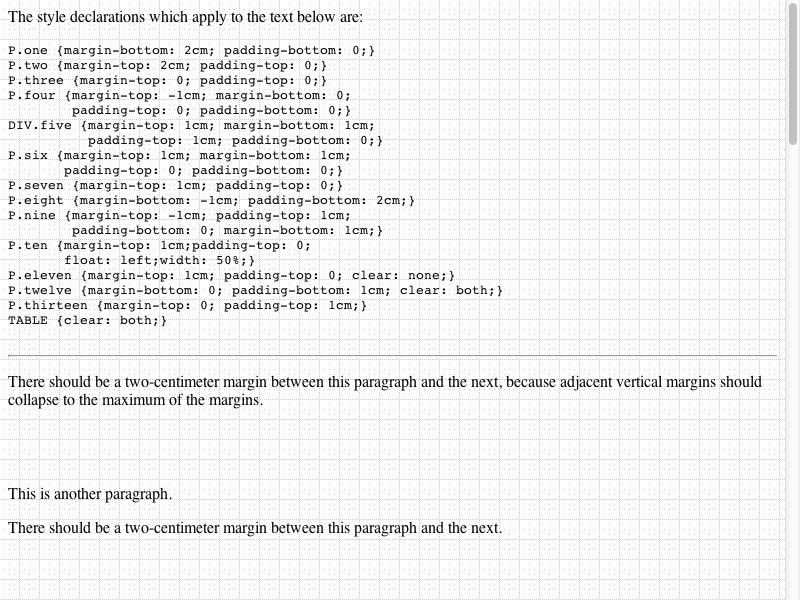 The style declarations which apply to the text below are:
P.one {margin-bottom: 2cm; padding-bottom: 0;}
P.two {margin-top: 2cm; padding-top: 0;}
P.three {margin-top: 0; padding-top: 0;}
P.four {margin-top: -1cm; margin-bottom: 0;
        padding-top: 0; padding-bottom: 0;}
DIV.five {margin-top: 1cm; margin-bottom: 1cm;
          padding-top: 1cm; padding-bottom: 0;}
P.six {margin-top: 1cm; margin-bottom: 1cm;
       padding-top: 0; padding-bottom: 0;}
P.seven {margin-top: 1cm; padding-top: 0;}
P.eight {margin-bottom: -1cm; padding-bottom: 2cm;}
P.nine {margin-top: -1cm; padding-top: 1cm;
        padding-bottom: 0; margin-bottom: 1cm;}
P.ten {margin-top: 1cm;padding-top: 0;
       float: left;width: 50%;}
P.eleven {margin-top: 1cm; padding-top: 0; clear: none;}
P.twelve {margin-bottom: 0; padding-bottom: 1cm; clear: both;}
P.thirteen {margin-top: 0; padding-top: 1cm;}
TABLE {clear: both;}
There should be a two-centimeter margin between this paragraph and the next, because adjacent vertical margins should
collapse to the maximum of the margins.
This is another paragraph.
There should be a two-centimeter margin between this paragraph and the next.